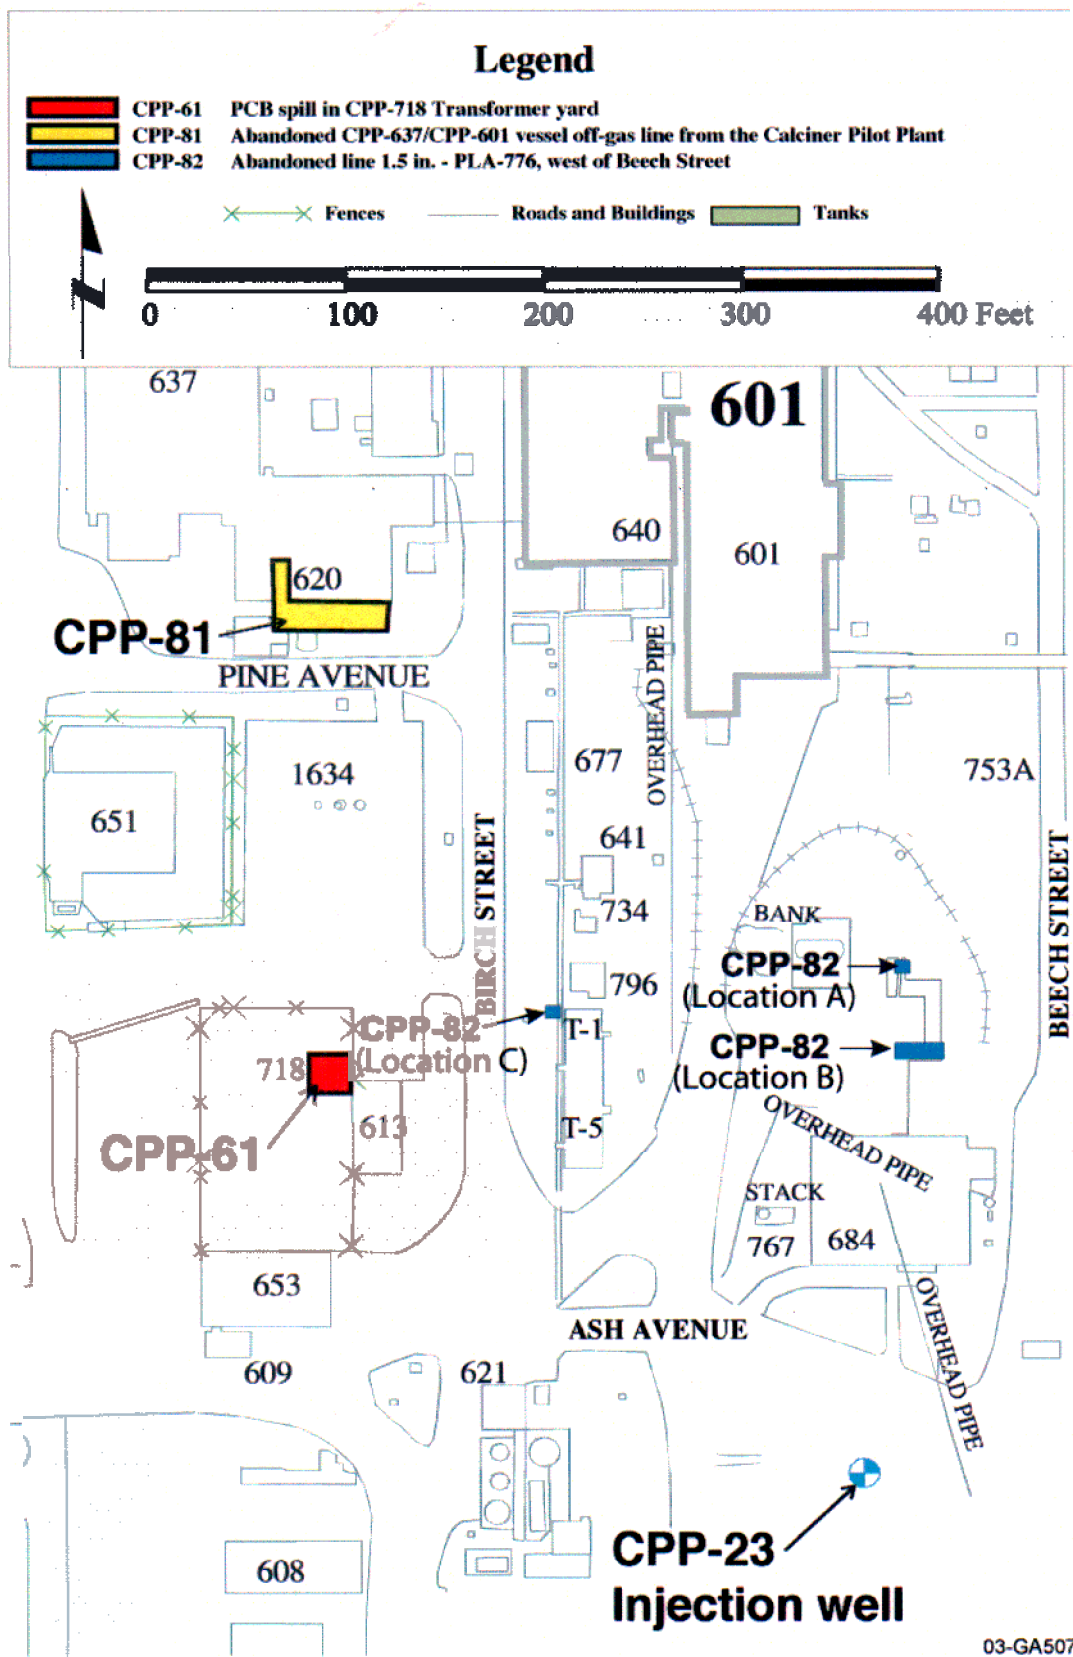 Legend
CPP-61 PCB spill in CPP-718 Transformer yard
CPP-81 Abandoned CPP-637/CPP-601 vessel off-gas line from the Calciner Pilot Plant
CPP-82 Abandoned line 1.5 in. - PLA-776, west of Beech Street
Fences Roads and Buildings Tanks
0 100 200 300 400 Feet
637
601
640
601
620
CPP-81
PINE AVENUE
OVERHEAD PIPE
677
753A
1634
651
641
BIRCH STREET
BEECH STREET
734
BANK
CPP-82
(Location A)
796
CPP-82
(Location C)
T-1
718
CPP-82
(Location B)
613
T-5
CPP-61
OVERHEAD PIPE
STACK
767
684
653
OVERHEAD PIPE
ASH AVENUE
609
621
CPP-23
Injection well
608
03-GA507